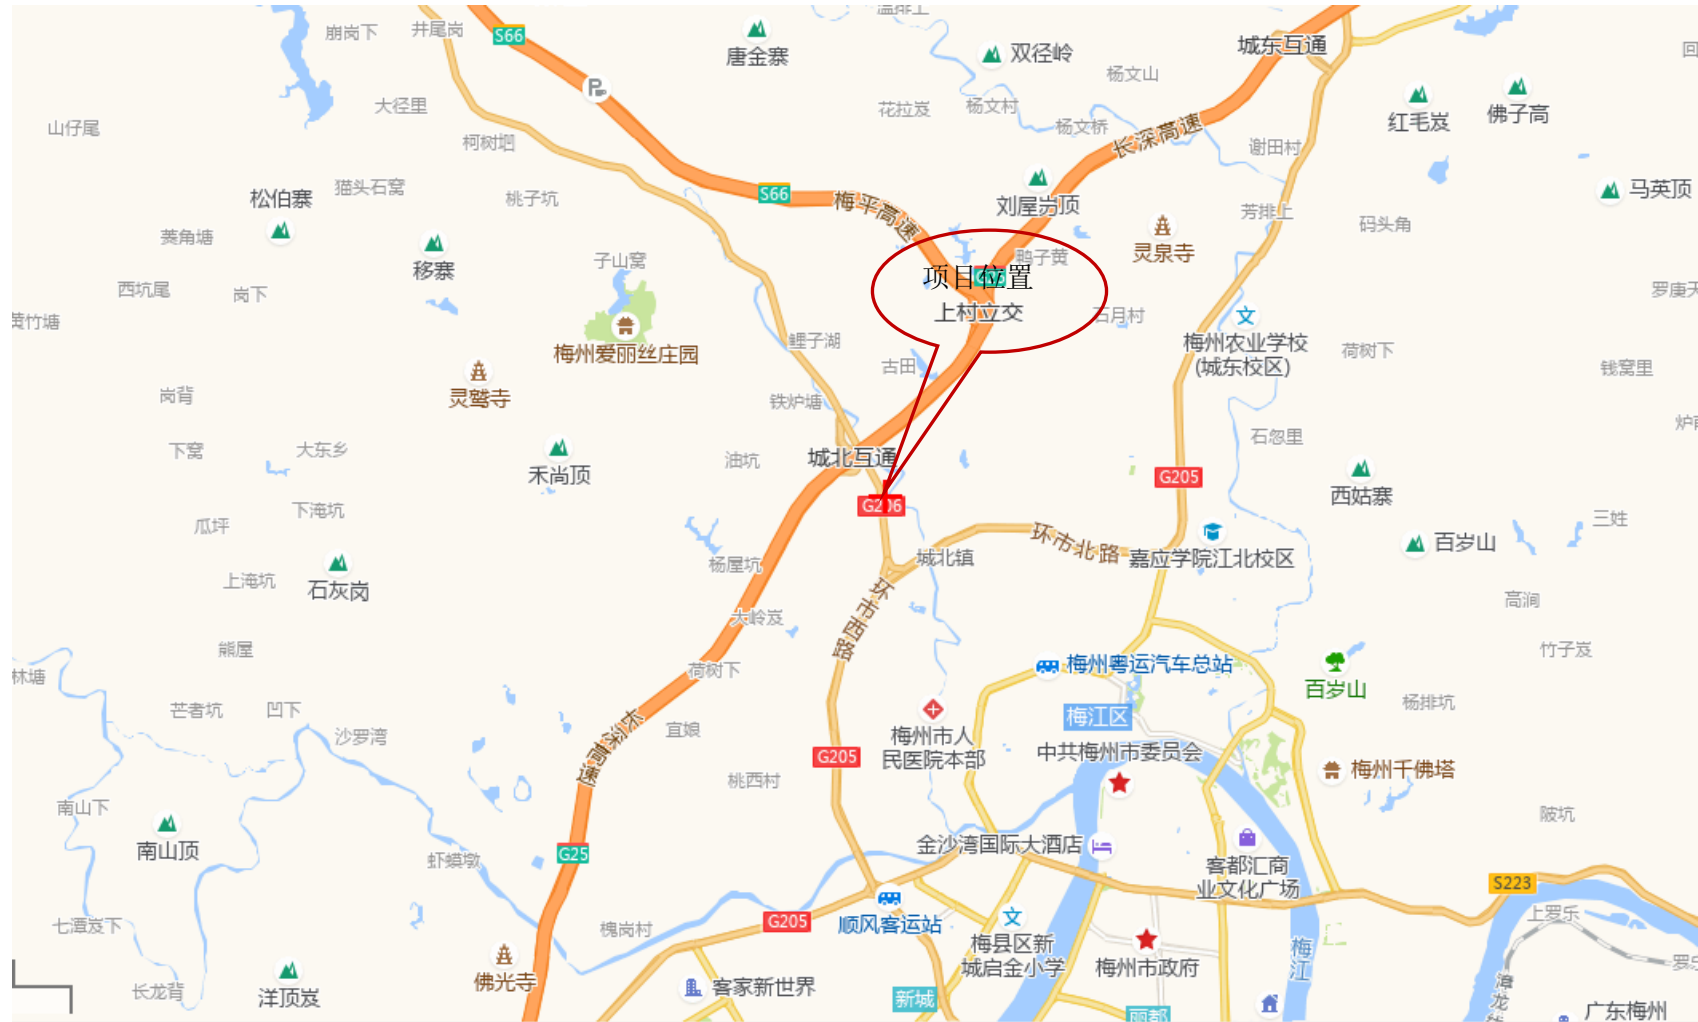 温排上
崩岗下
井尾岗
S66
唐金寨
双径岭
城东互通
杨文山
大径里
花拉岌
杨文村
红毛岌
佛子高
山仔尾
杨文桥
长深高速
柯树垇
谢田村
猫头石窝
S66
松伯寨
桃子坑
梅平高速
刘屋岃顶
芳排上
马英顶
菱角塘
码头角
移寨
子山窝
鸭子黄
灵泉寺
项目位置
西坑尾
岗下
上村立交
石月村
罗庚天
黄竹塘
梅州爱丽丝庄园
鲤子湖
梅州农业学校
(城东校区)
荷树下
古田
钱窝里
岗背
灵鹫寺
铁炉塘
下窝
大东乡
石忽里
禾尚顶
油坑
城北互通
G205
西姑寨
G206
下淹坑
瓜坪
三姓
环市北路
杨屋坑
城北镇
嘉应学院江北校区
百岁山
上淹坑
石灰岗
高涧
大岭岌
环市西路
熊屋
竹子岌
林塘
荷树下
梅州粤运汽车总站
百岁山
芒者坑
凹下
杨排坑
梅江区
沙罗湾
长深高速
宜娘
梅州市人
民医院本部
中共梅州市委员会
G205
梅州千佛塔
桃西村
南山下
陂坑
南山顶
G25
虾蟆墩
金沙湾国际大酒店
客都汇商
业文化广场
S223
七潭岌下
槐岗村
G205
顺风客运站
上罗乐
梅县区新
城启金小学
梅江
佛光寺
梅州市政府
长龙背
洋顶岌
客家新世界
新城
丽都
漳龙
广东梅州